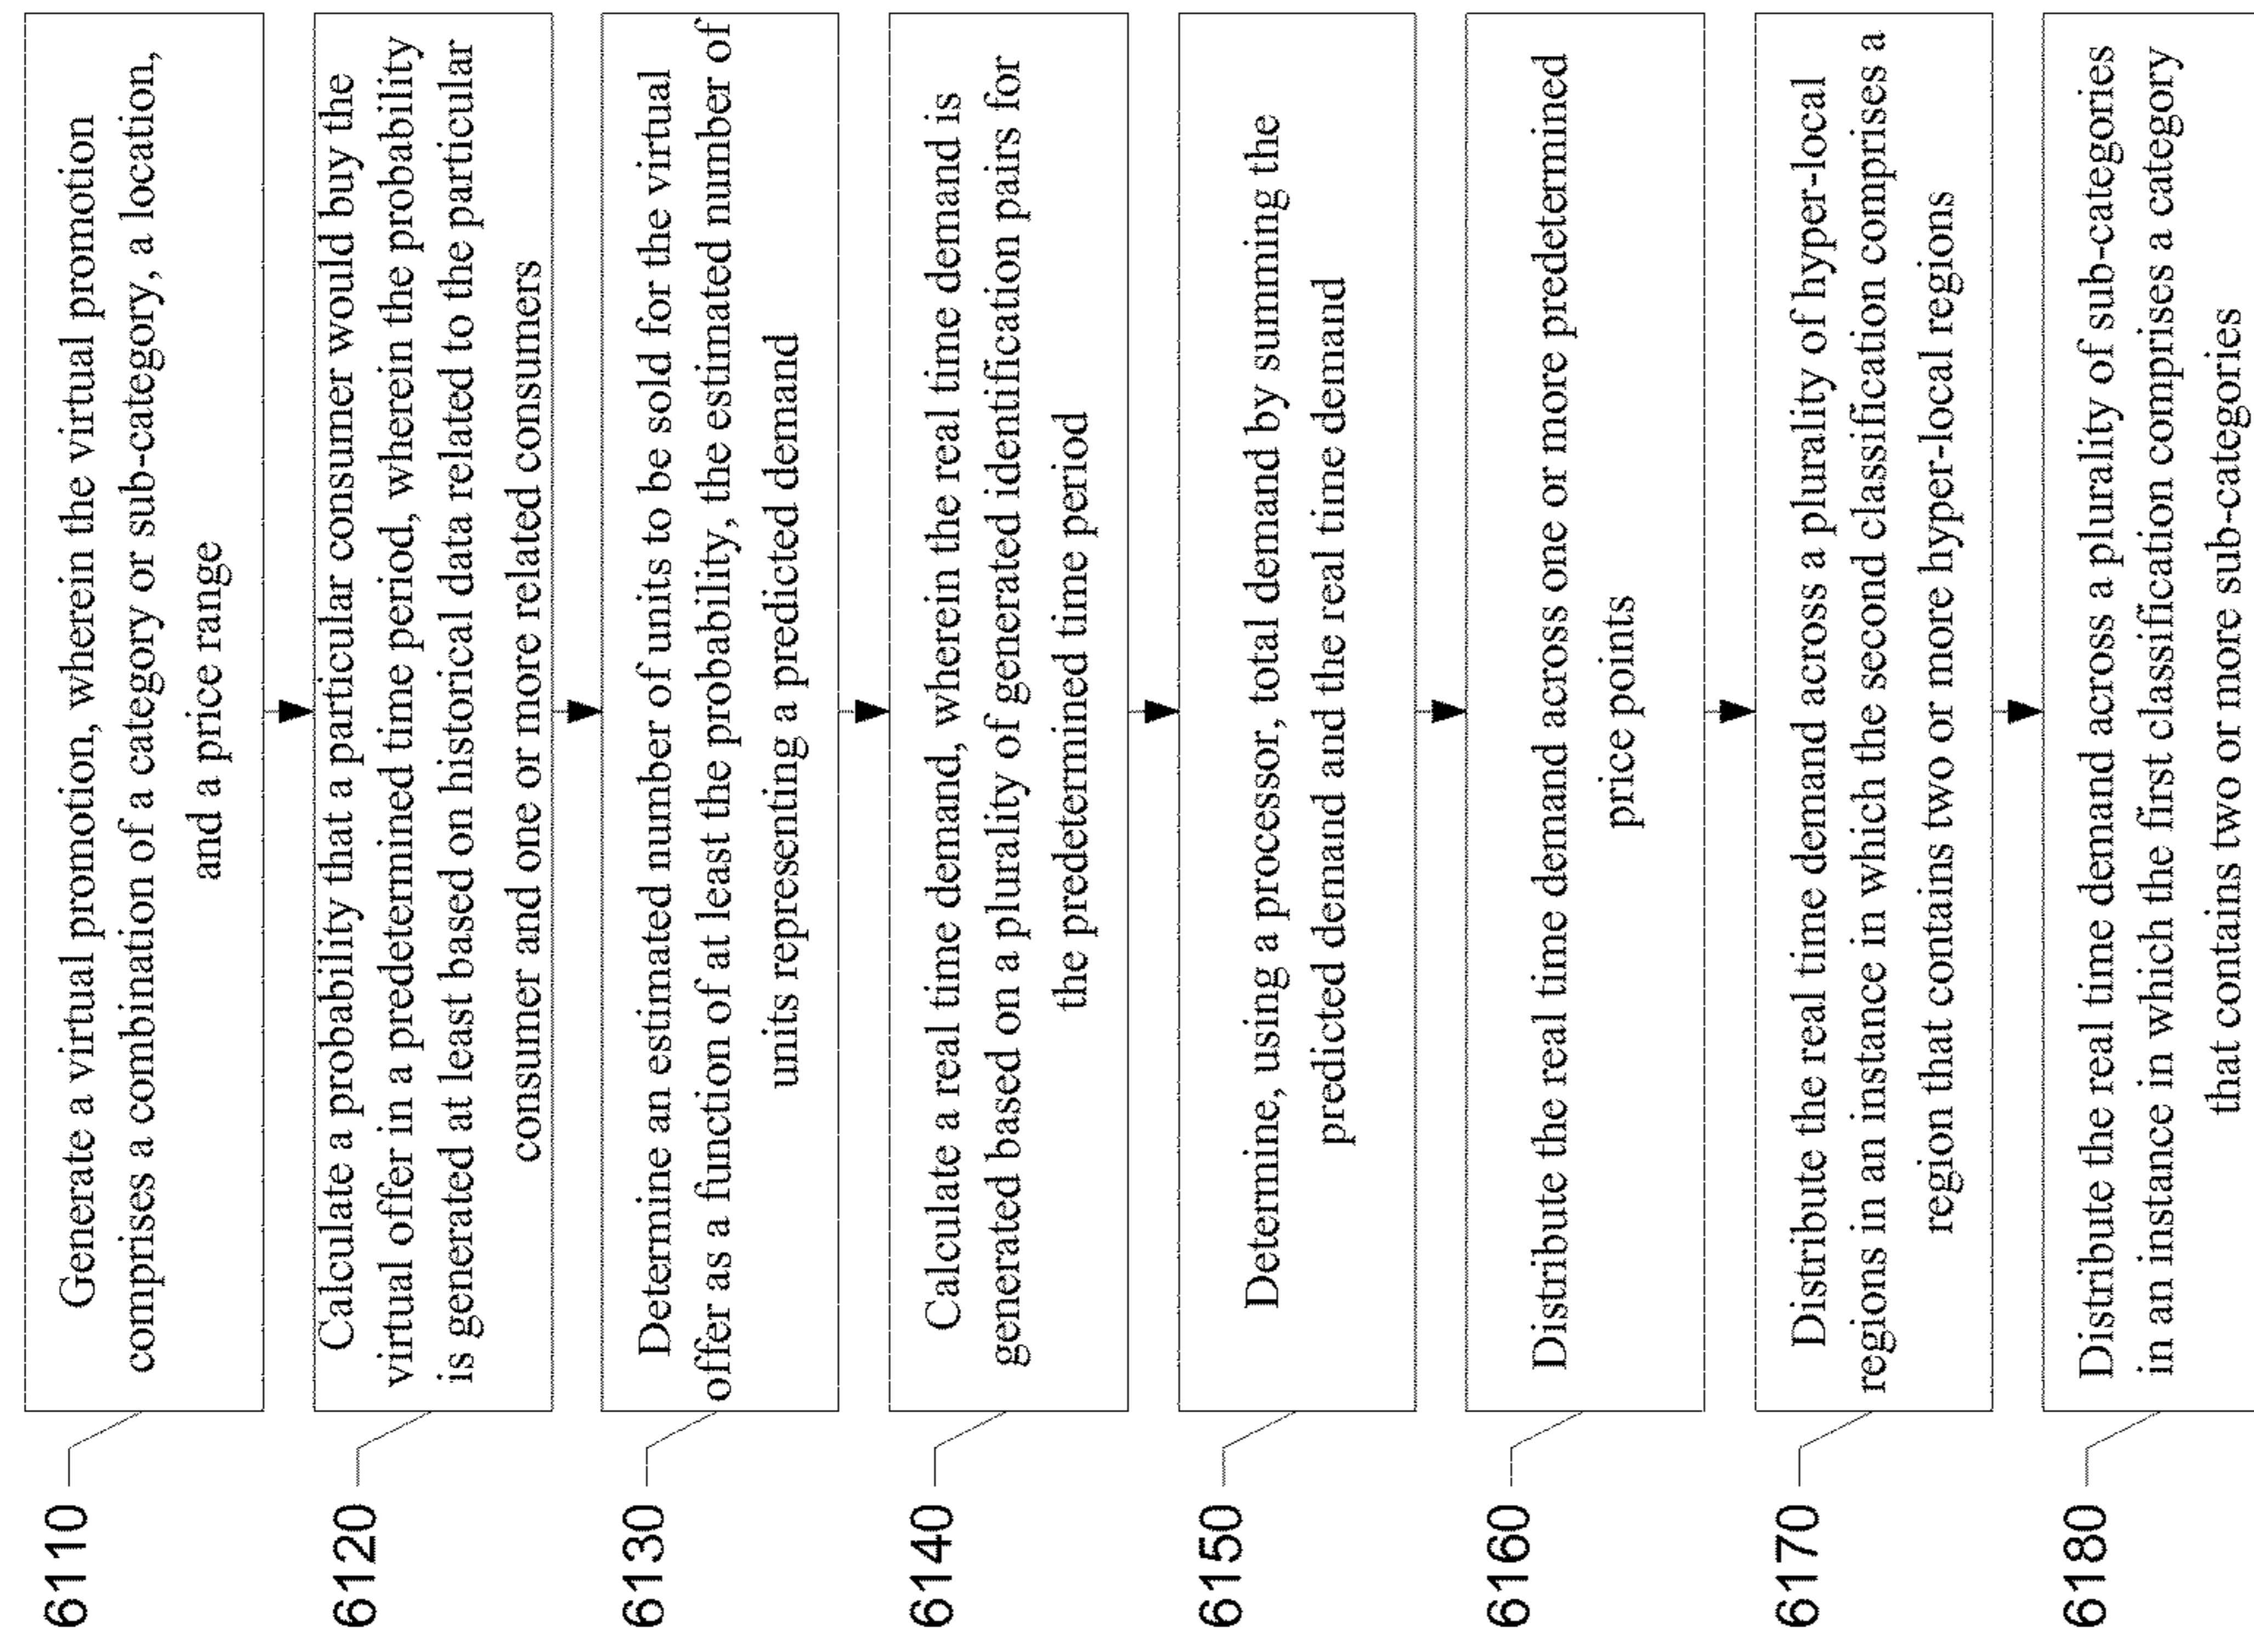 6110
Generate a virtual promotion, wherein the virtual promotion
comprises a combination of a category or sub-category, a location,
and a price range
6120
Calculate a probability that a particular consumer would buy the
virtual offer in a predetermined time period, wherein the probability
is generated at least based on historical data related to the particular
consumer and one or more related consumers
6130
Determine an estimated number of units to be sold for the virtual
offer as a function of at least the probability, the estimated number of
units representing a predicted demand
6140
Calculate a real time demand, wherein the real time demand is
generated based on a plurality of generated identification pairs for
the predetermined time period
6150
Determine, using a processor, total demand by summing the
predicted demand and the real time demand
6160
Distribute the real time demand across one or more predetermined
price points
6170
Distribute the real time demand across a plurality of hyper-local
regions in an instance in which the second classification comprises a
region that contains two or more hyper-local regions
6180
Distribute the real time demand across a plurality of sub-categories
in an instance in which the first classification comprises a category
that contains two or more sub-categories